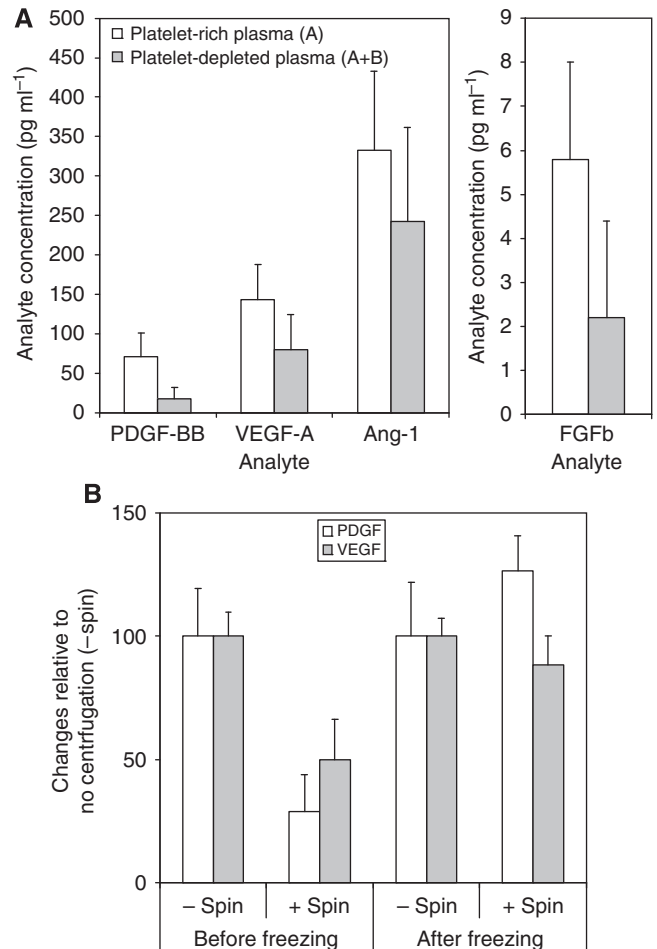 A
Analyte concentration (pg ml⁻¹)
500
450
400
350
300
250
200
150
100
50
0
Platelet-rich plasma (A)
Platelet-depleted plasma (A+B)
PDGF-BB VEGF-A Ang-1
Analyte
Analyte concentration (pg ml⁻¹)
9
8
7
6
5
4
3
2
1
0
FGFb
Analyte
B
Changes relative to
no centrfugation (–spin)
150
100
50
0
PDGF
VEGF
– Spin + Spin – Spin + Spin
Before freezing After freezing